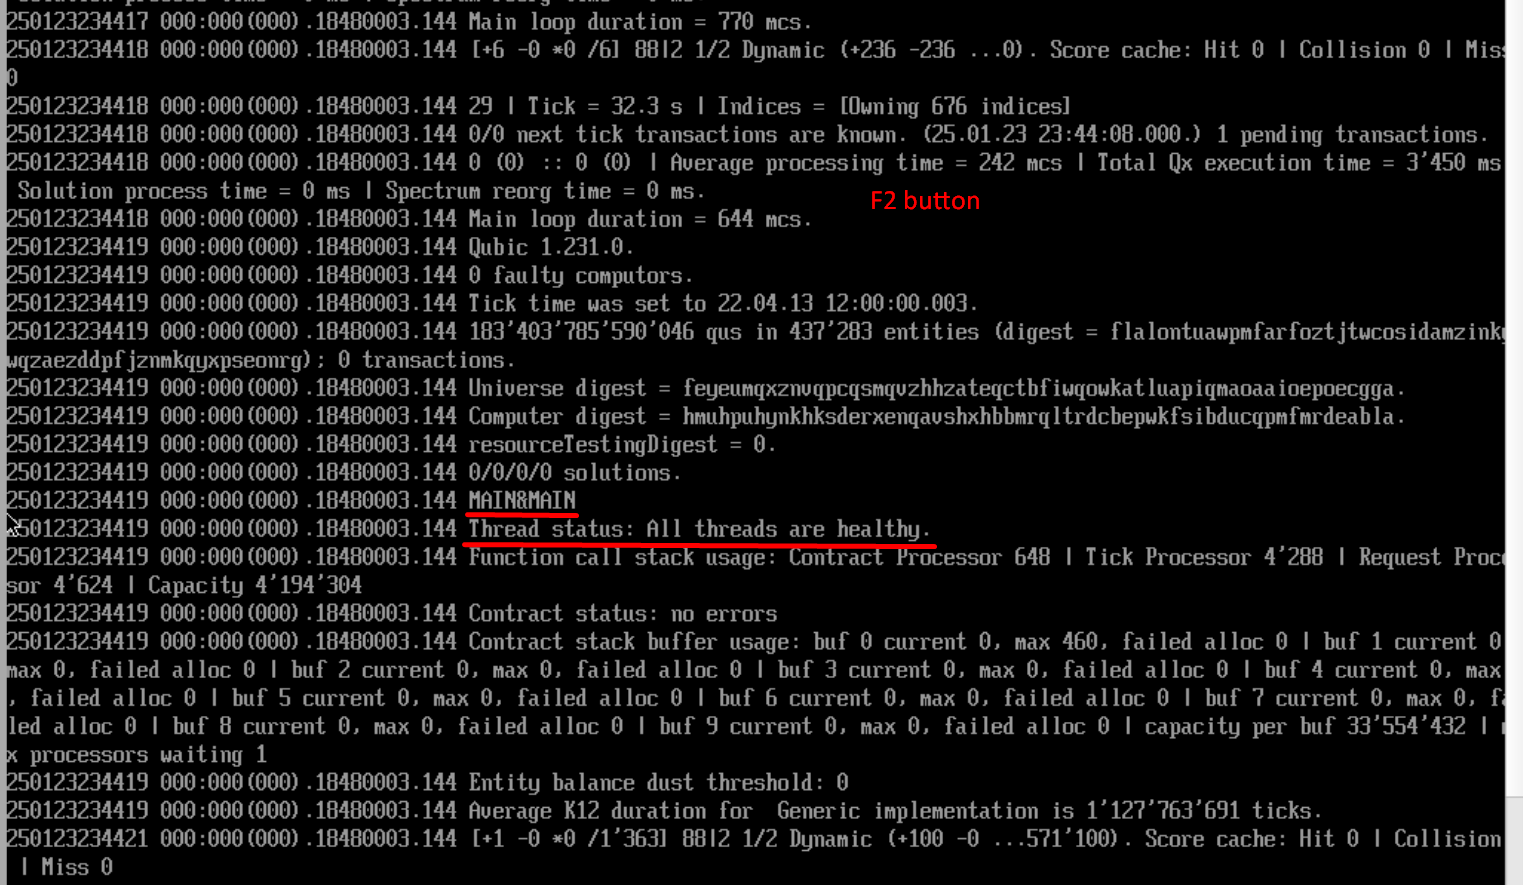 250123234417 000:000(000).18480003.144 Main loop duration = 770 mcs.
250123234418 000:000(000).18480003.144 [+6 -0 *0 /6] 88|2 1/2 Dynamic (+236 -236 ...0). Score cache: Hit 0 | Collision 0 | Miss
0
250123234418 000:000(000).18480003.144 29 | Tick = 32.3 s | Indices = [Owning 676 indices]
250123234418 000:000(000).18480003.144 0/0 next tick transactions are known. (25.01.23 23:44:08.000.) 1 pending transactions.
250123234418 000:000(000).18480003.144 0 (0) :: 0 (0) | Average processing time = 242 mcs | Total Qx execution time = 3'450 ms
Solution process time = 0 ms | Spectrum reorg time = 0 ms.
F2 button
250123234418 000:000(000).18480003.144 Main loop duration = 644 mcs.
250123234419 000:000(000).18480003.144 Qubic 1.231.0.
250123234419 000:000(000).18480003.144 0 faulty computors.
250123234419 000:000(000).18480003.144 Tick time was set to 22.04.13 12:00:00.003.
250123234419 000:000(000).18480003.144 183'403'785'590'046 qus in 437'283 entities (digest = flalontuawpmfarfoztjtwcosidamzinky
wqzaezddpfjznmkqyxpseonrg); 0 transactions.
250123234419 000:000(000).18480003.144 Universe digest = feyeumqxznvqpcqsmqvzhhzateqctbfiwqowkatluapiqmaoaaioepoecgga.
250123234419 000:000(000).18480003.144 Computer digest = hmuhpuhynkhksderxenqavshxhbbmrqltrdcbepwkfsibducqpmfmrdeabla.
250123234419 000:000(000).18480003.144 resourceTestingDigest = 0.
250123234419 000:000(000).18480003.144 0/0/0/0 solutions.
250123234419 000:000(000).18480003.144 MAIN&MAIN
250123234419 000:000(000).18480003.144 Thread status: All threads are healthy.
250123234419 000:000(000).18480003.144 Function call stack usage: Contract Processor 648 | Tick Processor 4'288 | Request Proce
sor 4'624 | Capacity 4'194'304
250123234419 000:000(000).18480003.144 Contract status: no errors
250123234419 000:000(000).18480003.144 Contract stack buffer usage: buf 0 current 0, max 460, failed alloc 0 | buf 1 current 0
max 0, failed alloc 0 | buf 2 current 0, max 0, failed alloc 0 | buf 3 current 0, max 0, failed alloc 0 | buf 4 current 0, max
, failed alloc 0 | buf 5 current 0, max 0, failed alloc 0 | buf 6 current 0, max 0, failed alloc 0 | buf 7 current 0, max 0, fa
led alloc 0 | buf 8 current 0, max 0, failed alloc 0 | buf 9 current 0, max 0, failed alloc 0 | capacity per buf 33'554'432 |
x processors waiting 1
250123234419 000:000(000).18480003.144 Entity balance dust threshold: 0
250123234419 000:000(000).18480003.144 Average K12 duration for  Generic implementation is 1'127'763'691 ticks.
250123234421 000:000(000).18480003.144 [+1 -0 *0 /1'363] 88|2 1/2 Dynamic (+100 -0 ...571'100). Score cache: Hit 0 | Collision
| Miss 0